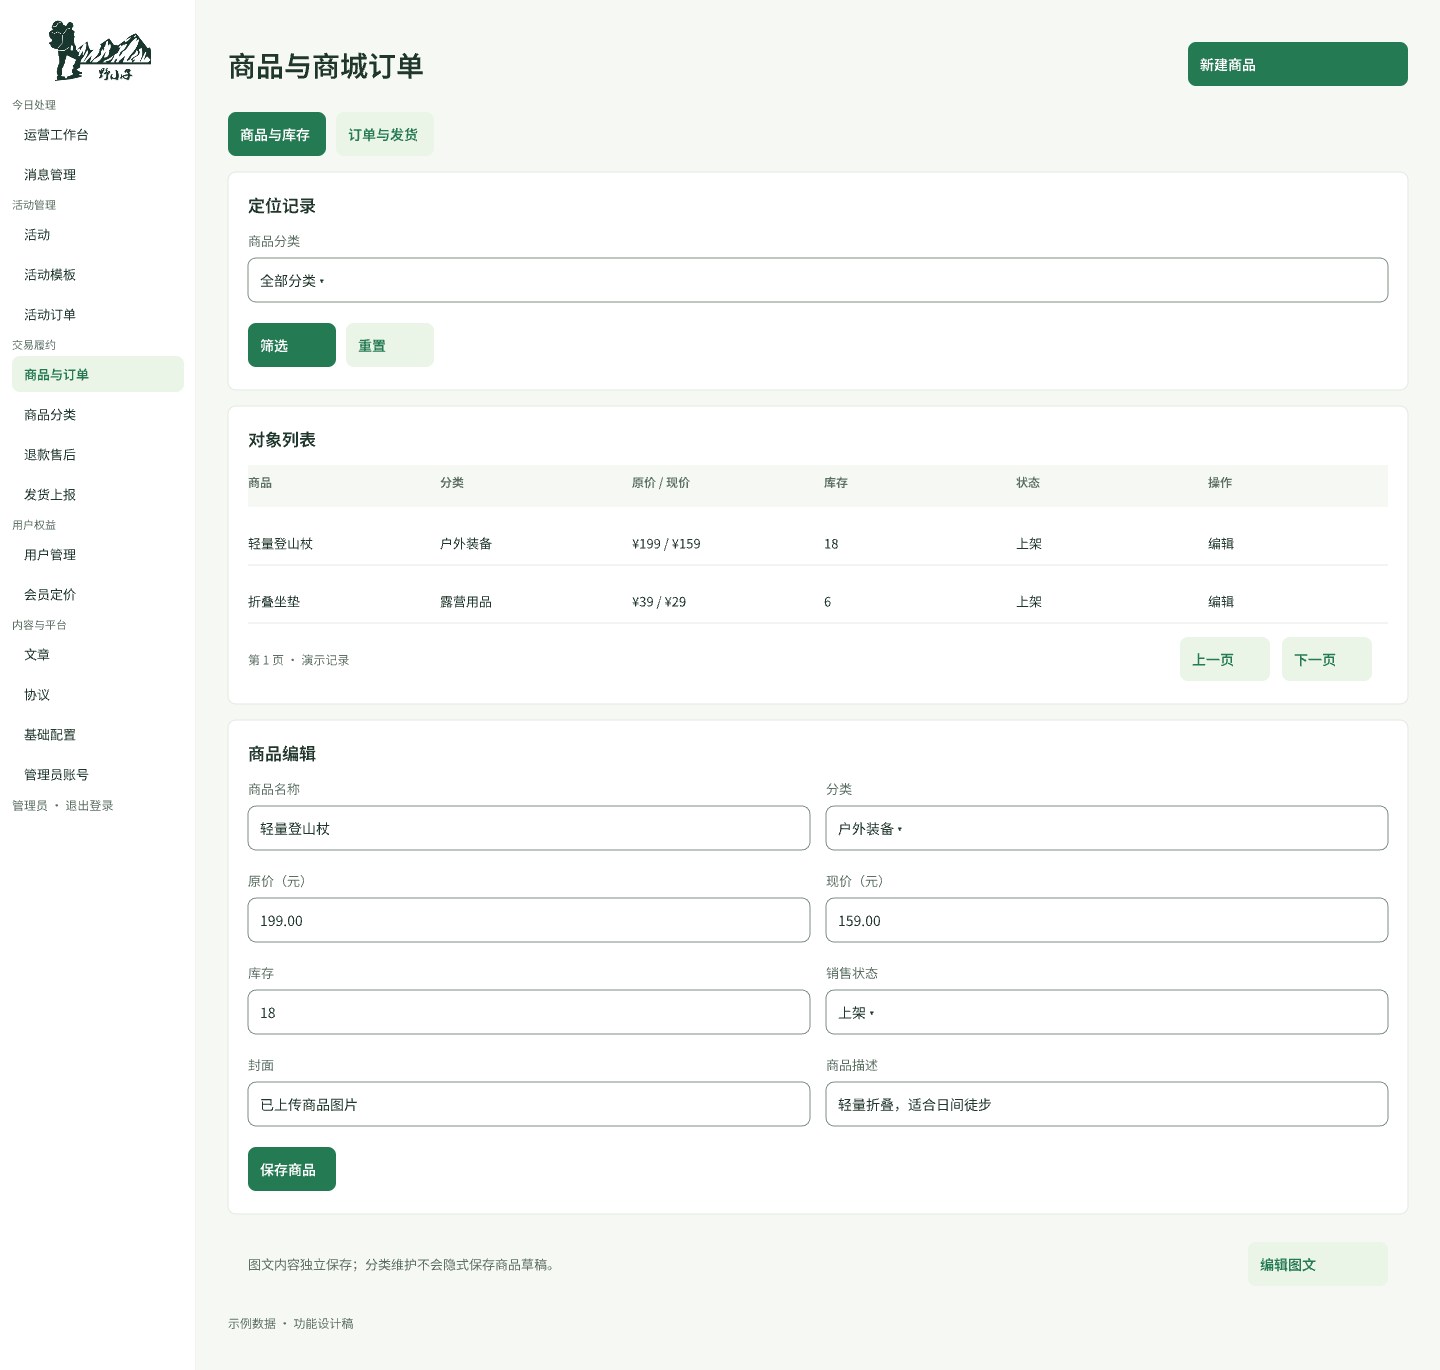 野山子
今日处理
运营工作台
消息管理
活动管理
活动
活动模板
活动订单
交易履约
商品与订单
商品分类
退款售后
发货上报
用户权益
用户管理
会员定价
内容与平台
文章
协议
基础配置
管理员账号
管理员 · 退出登录
商品与商城订单
新建商品
商品与库存
订单与发货
定位记录
商品分类
全部分类 ▾
筛选
重置
对象列表
商品 分类 原价 / 现价 库存 状态 操作
轻量登山杖 户外装备 ¥199 / ¥159 18 上架 编辑
折叠坐垫 露营用品 ¥39 / ¥29 6 上架 编辑
第 1 页 · 演示记录
上一页
下一页
商品编辑
商品名称 分类
轻量登山杖 户外装备 ▾
原价（元） 现价（元）
199.00 159.00
库存 销售状态
18 上架 ▾
封面 商品描述
已上传商品图片 轻量折叠，适合日间徒步
保存商品
图文内容独立保存；分类维护不会隐式保存商品草稿。
编辑图文
示例数据 · 功能设计稿